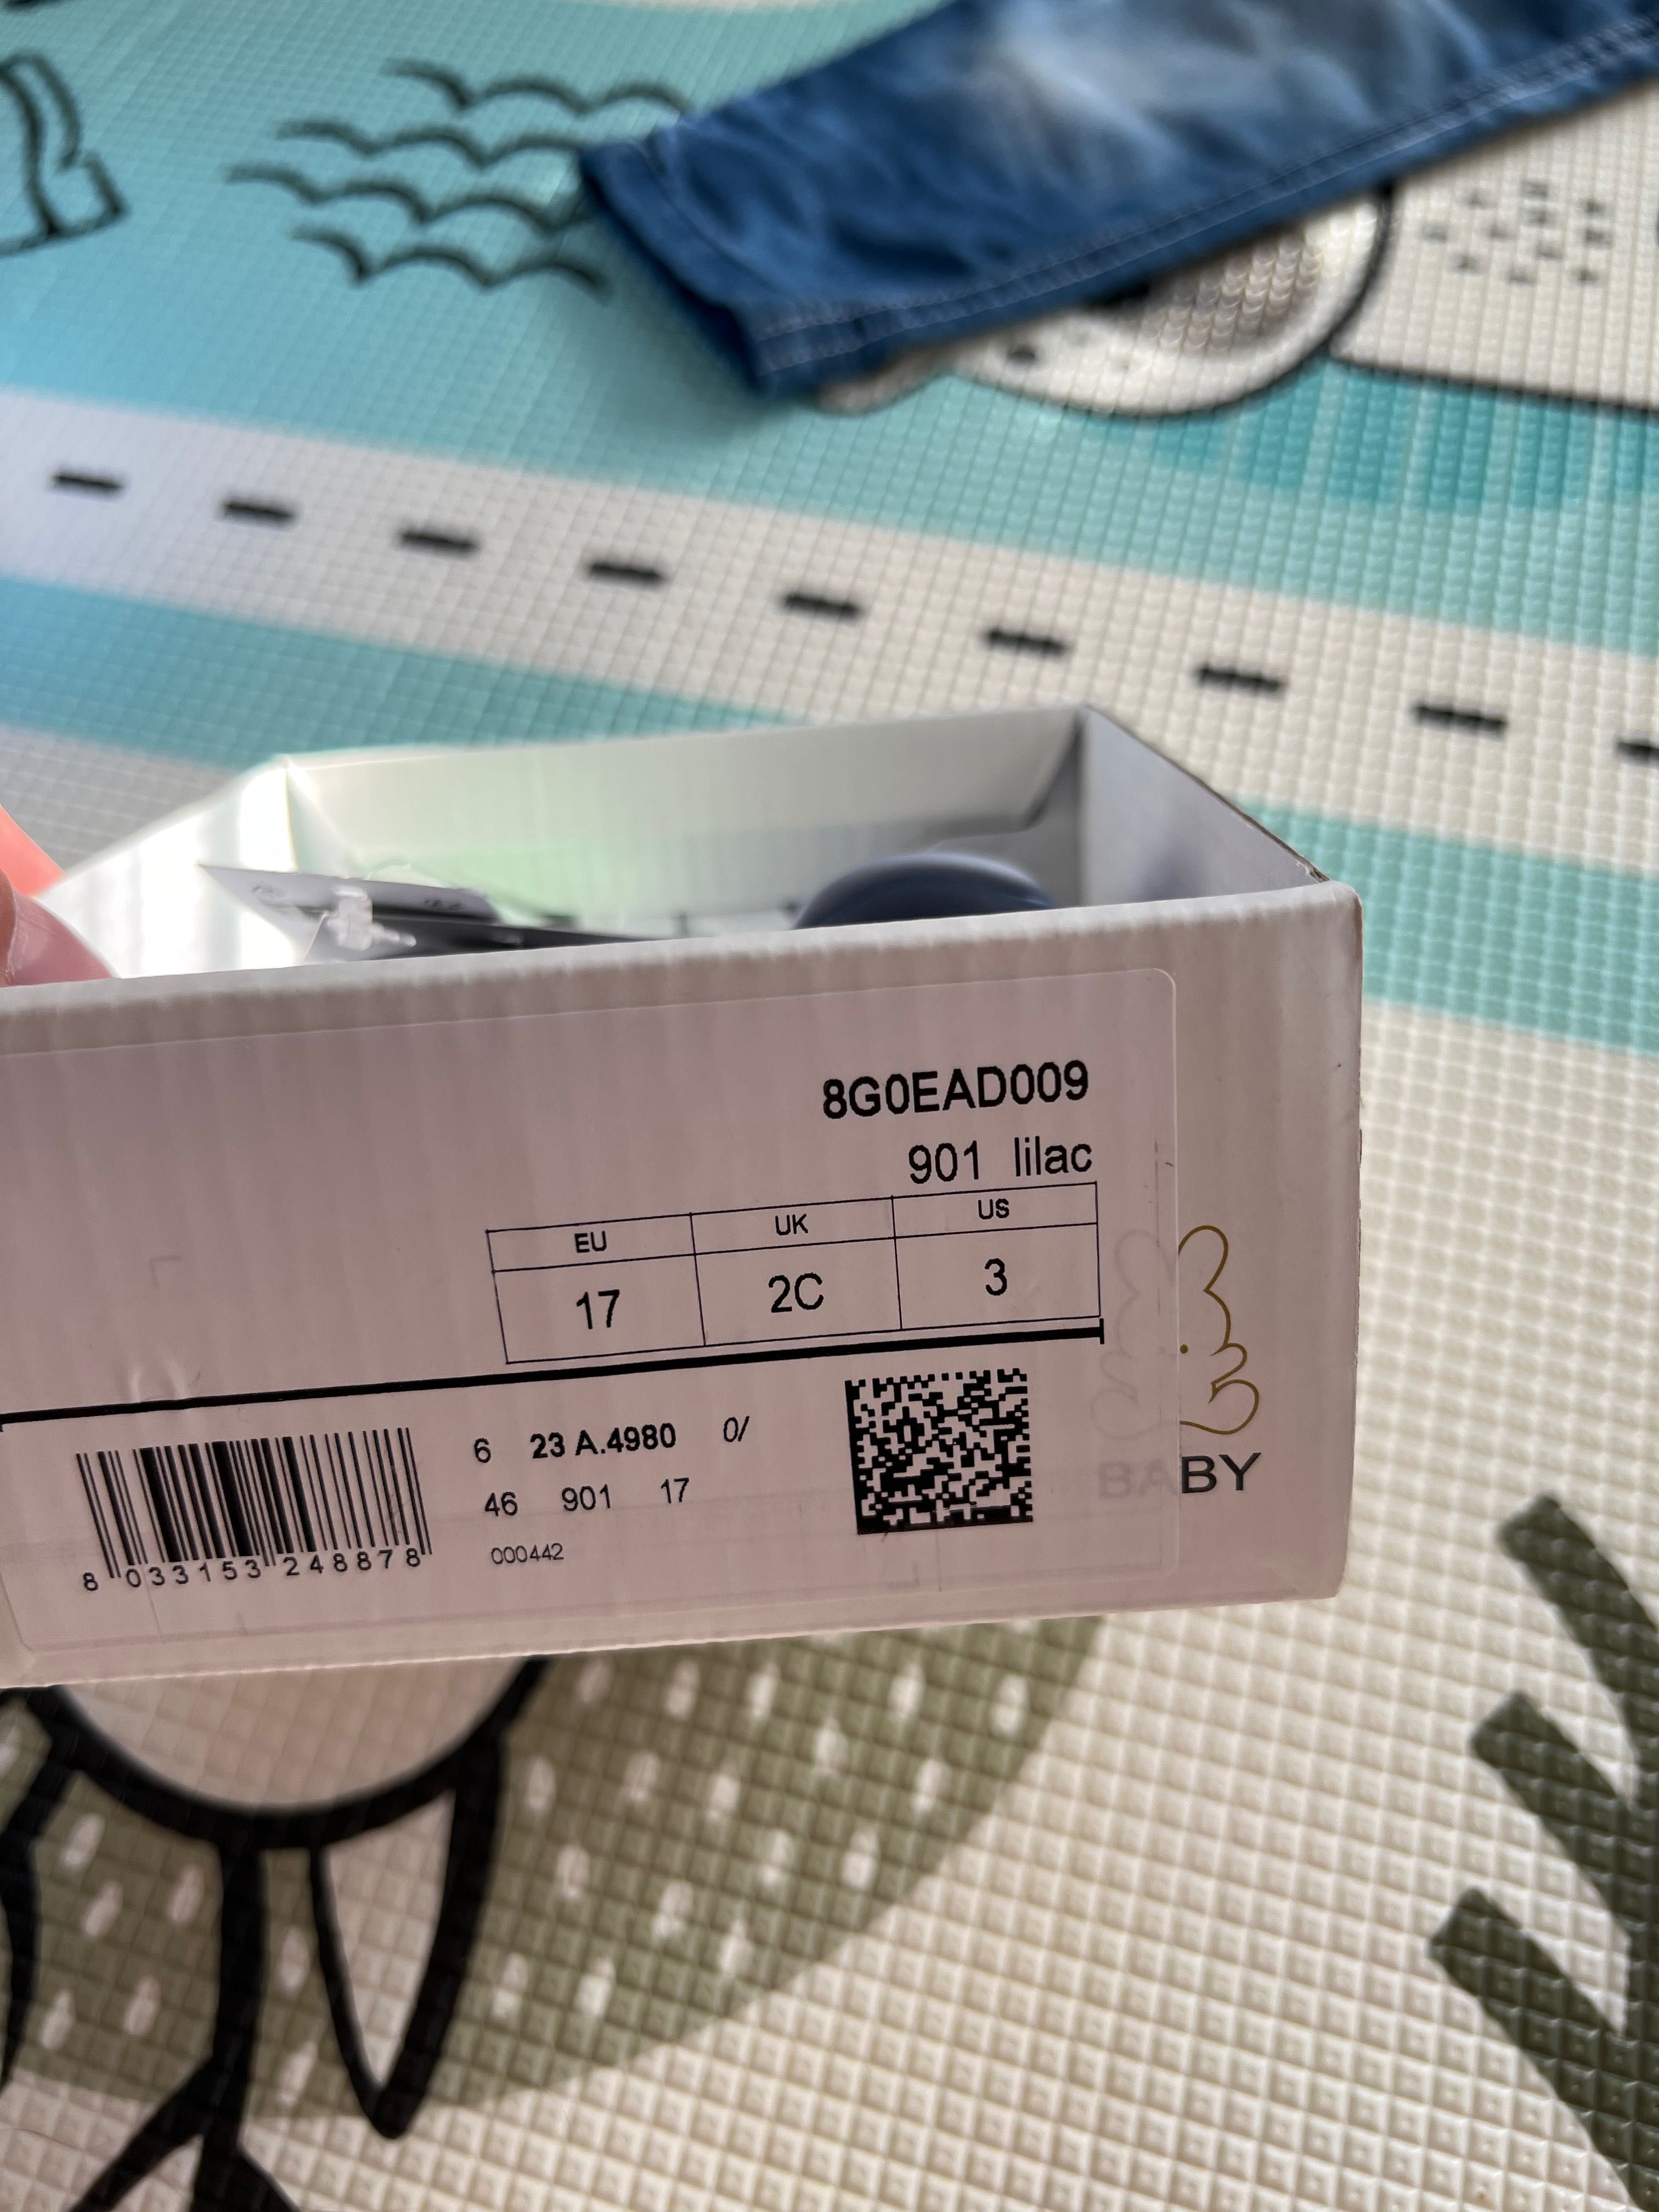 8G0EAD009
901 lilac
EU UK US
17 2C 3
6 23 A.4980 0/
46 901 17
000442
8 033153 248878
BABY